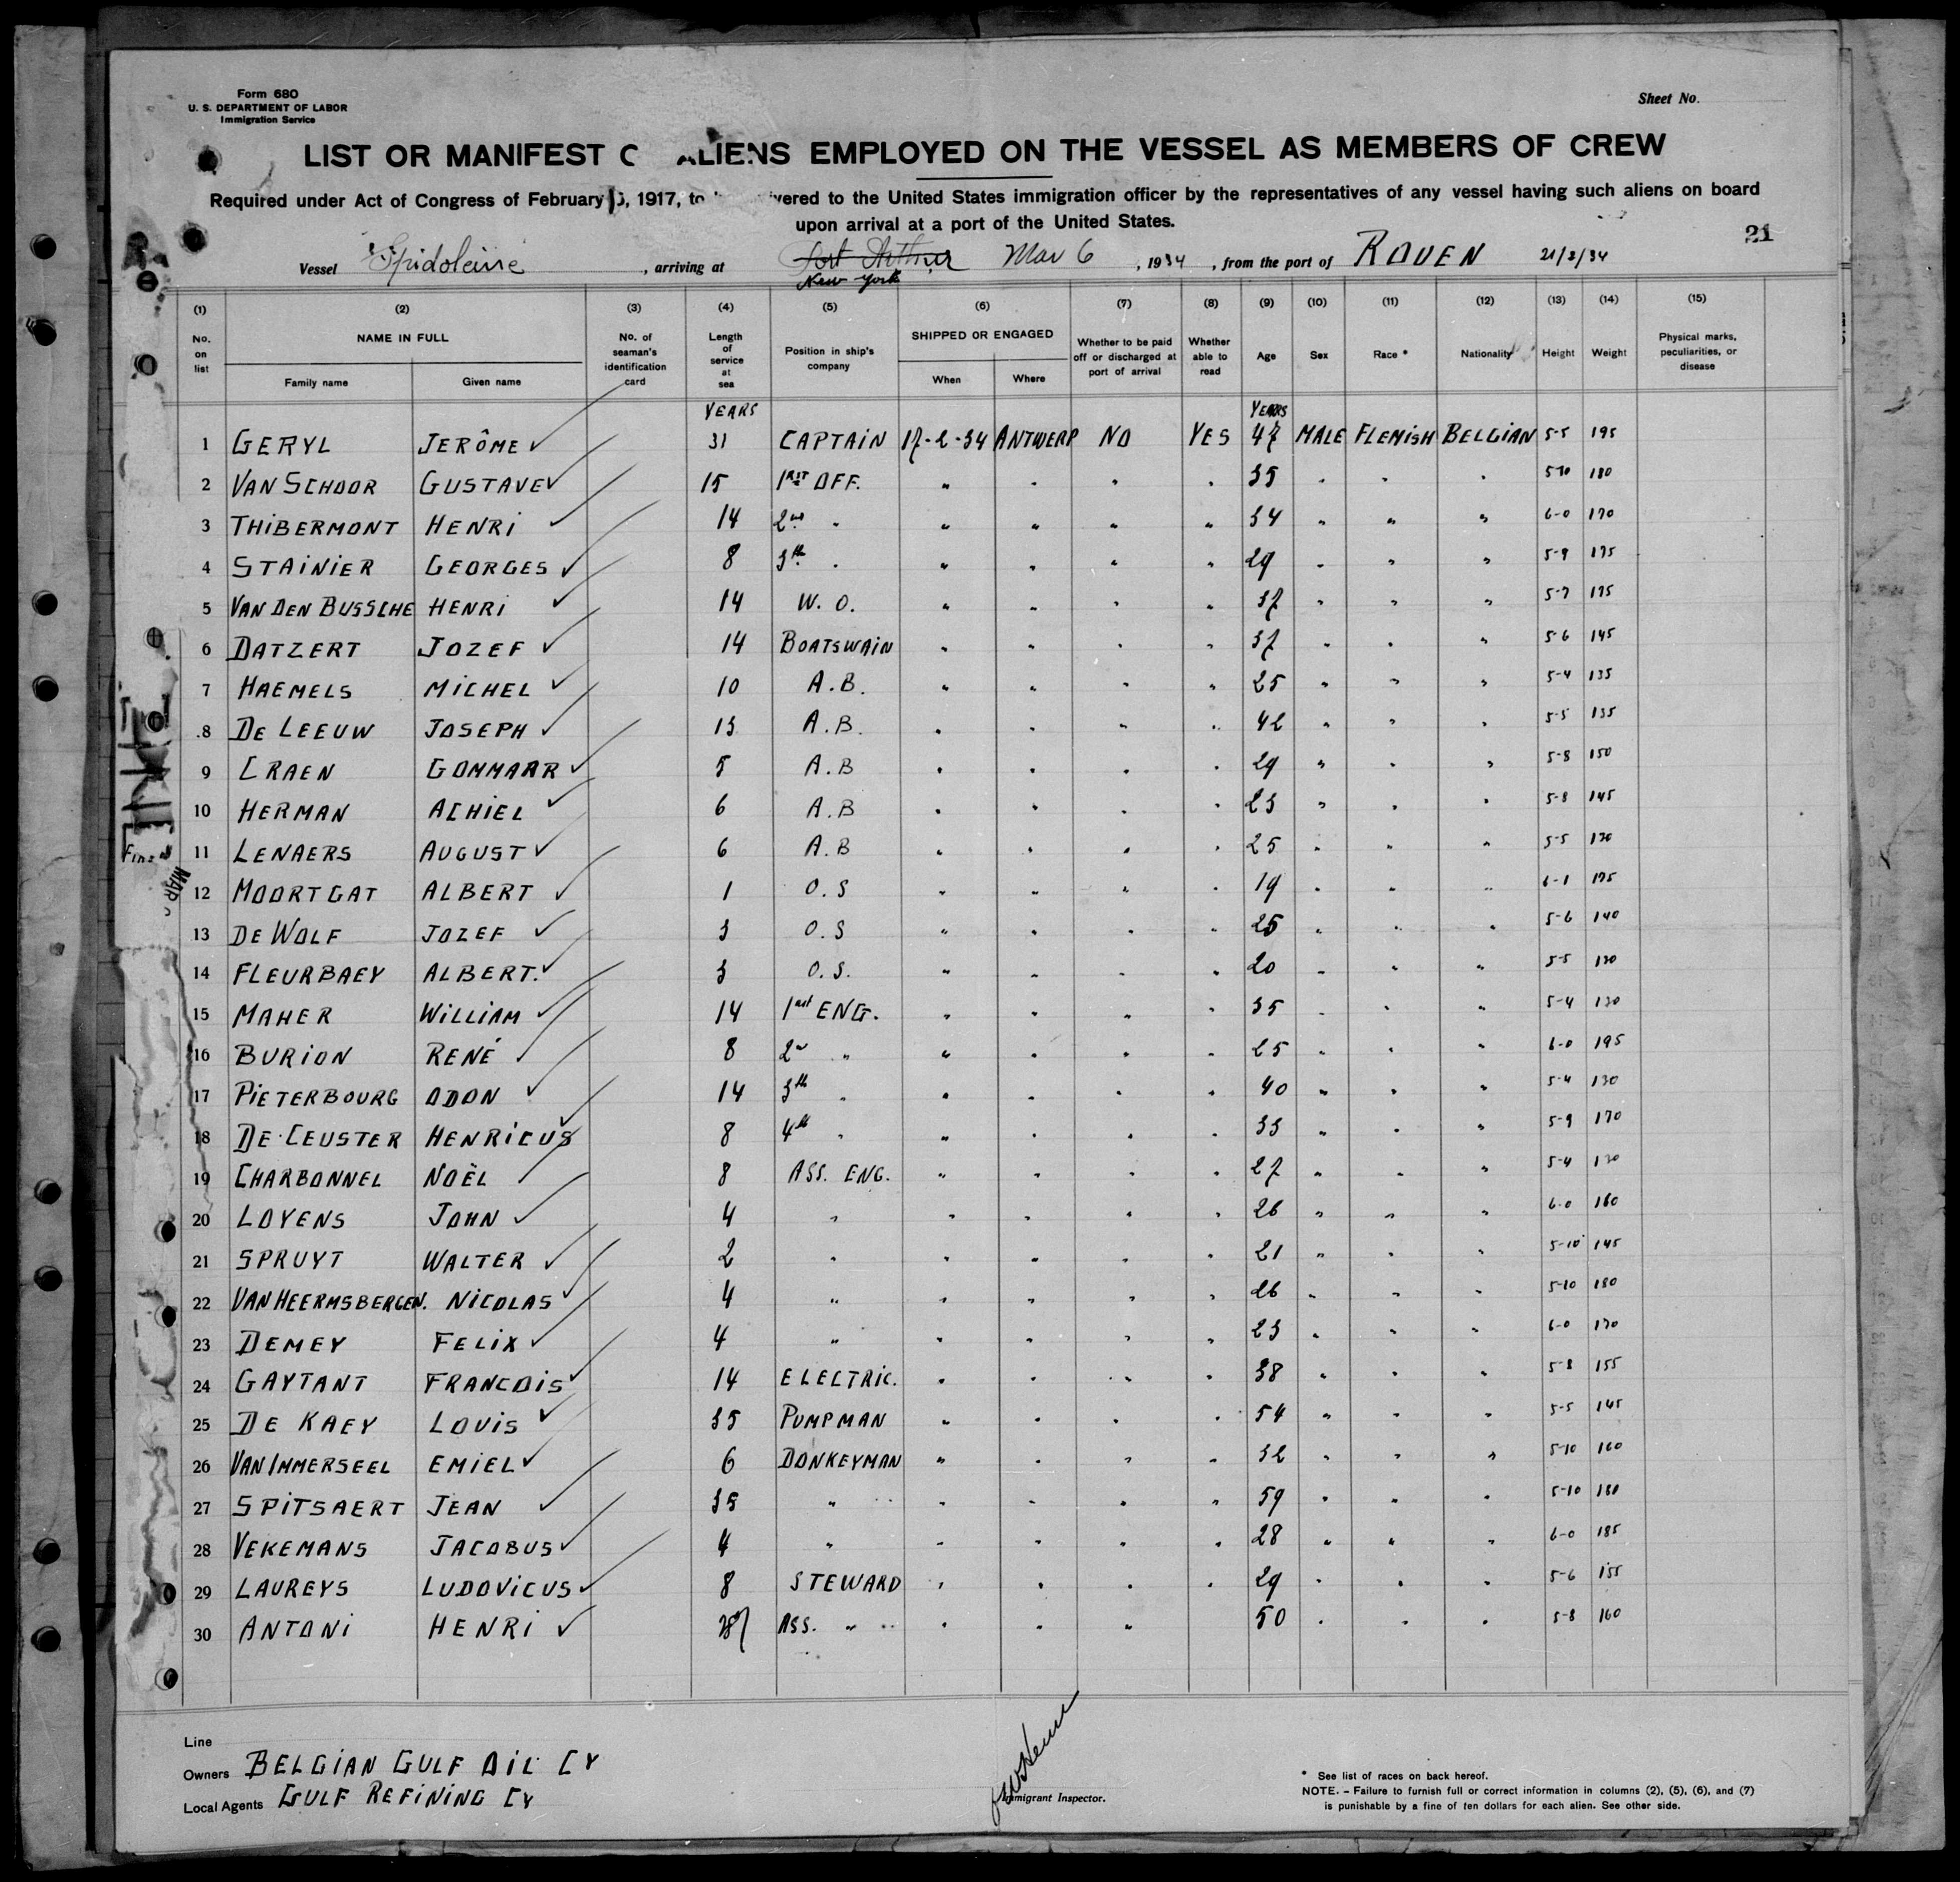 Form 680
U. S. DEPARTMENT OF LABOR
Immigration Service
Sheet No.
LIST OR MANIFEST O ALIENS EMPLOYED ON THE VESSEL AS MEMBERS OF CREW
Required under Act of Congress of February 5, 1917, to vered to the United States immigration officer by the representatives of any vessel having such aliens on board
upon arrival at a port of the United States.
21
Vessel Spidoleine , arriving at Port Arthur Mar 6 , 1934 , from the port of ROUEN 21/2/34
New York
(1) (2) (3) (4) (5) (6) (7) (8) (9) (10) (11) (12) (13) (14) (15)
No. on list NAME IN FULL Family name Given name No. of seaman's identification card Length of service at sea Position in ship's company SHIPPED OR ENGAGED When Where Whether to be paid off or discharged at port of arrival Whether able to read Age Sex Race * Nationality Height Weight Physical marks, peculiarities, or disease
YEARS YEARS
1 GERYL JERÔME ✓ 31 CAPTAIN 17-2-34 ANTWERP NO YES 47 MALE FLEMISH BELGIAN 5-5 195
2 VAN SCHOOR GUSTAVE ✓ 15 1RST OFF. " " " " 35 " " " 5-10 180
3 THIBERMONT HENRI ✓ 14 2nd " " " " " 34 " " " 6-0 170
4 STAINIER GEORGES ✓ 8 3th " " " " " 29 " " " 5-9 175
5 VAN DEN BUSSCHE HENRI ✓ 14 W. O. " " " " 37 " " " 5-7 175
6 DATZERT JOZEF ✓ 14 BOATSWAIN " " " " 37 " " " 5-6 145
7 HAEMELS MICHEL ✓ 10 A.B. " " " " 25 " " " 5-4 135
8 DE LEEUW JOSEPH ✓ 13 A.B. " " " " 42 " " " 5-5 135
9 CRAEN GOMMAAR ✓ 5 A.B " " " " 29 " " " 5-8 150
10 HERMAN ACHIEL ✓ 6 A.B " " " " 23 " " " 5-8 145
11 LENAERS AUGUST ✓ 6 A.B " " " " 25 " " " 5-5 130
12 MOORTGAT ALBERT ✓ 1 O.S " " " " 19 " " " 6-1 175
13 DE WOLF JOZEF ✓ 3 O.S " " " " 25 " " " 5-6 140
14 FLEURBAEY ALBERT. ✓ 3 O.S. " " " " 20 " " " 5-5 130
15 MAHER WILLIAM ✓ 14 1rst ENG. " " " " 35 " " " 5-4 130
16 BURION RENÉ ✓ 8 2nd " " " " " 25 " " " 6-0 195
17 PIETERBOURG ODON ✓ 14 3th " " " " " 40 " " " 5-4 130
18 DE CEUSTER HENRICUS ✓ 8 4th " " " " " 33 " " " 5-9 170
19 CHARBONNEL NOËL ✓ 8 ASS. ENG. " " " " 27 " " " 5-4 130
20 LOYENS JOHN ✓ 4 " " " " " 26 " " " 6-0 160
21 SPRUYT WALTER ✓ 2 " " " " " 21 " " " 5-10 145
22 VAN HEERMSBERGEN. NICOLAS ✓ 4 " " " " " 26 " " " 5-10 180
23 DEMEY FELIX ✓ 4 " " " " " 23 " " " 6-0 170
24 GAYTANT FRANCOIS ✓ 14 ELECTRIC. " " " " 38 " " " 5-8 155
25 DE KAEY LOUIS ✓ 35 PUMPMAN " " " " 54 " " " 5-5 145
26 VAN IMMERSEEL EMIEL ✓ 6 DONKEYMAN " " " " 32 " " " 5-10 160
27 SPITSAERT JEAN ✓ 35 " " " " " 59 " " " 5-10 180
28 VEKEMANS JACOBUS ✓ 4 " " " " " 28 " " " 6-0 185
29 LAUREYS LUDOVICUS ✓ 8 STEWARD " " " " 29 " " " 5-6 155
30 ANTONI HENRI ✓ ASS. " " " " 50 " " " 5-8 160
Line
Owners BELGIAN GULF OIL CY
Local Agents GULF REFINING CY
Immigrant Inspector.
* See list of races on back hereof.
NOTE. – Failure to furnish full or correct information in columns (2), (5), (6), and (7)
is punishable by a fine of ten dollars for each alien. See other side.